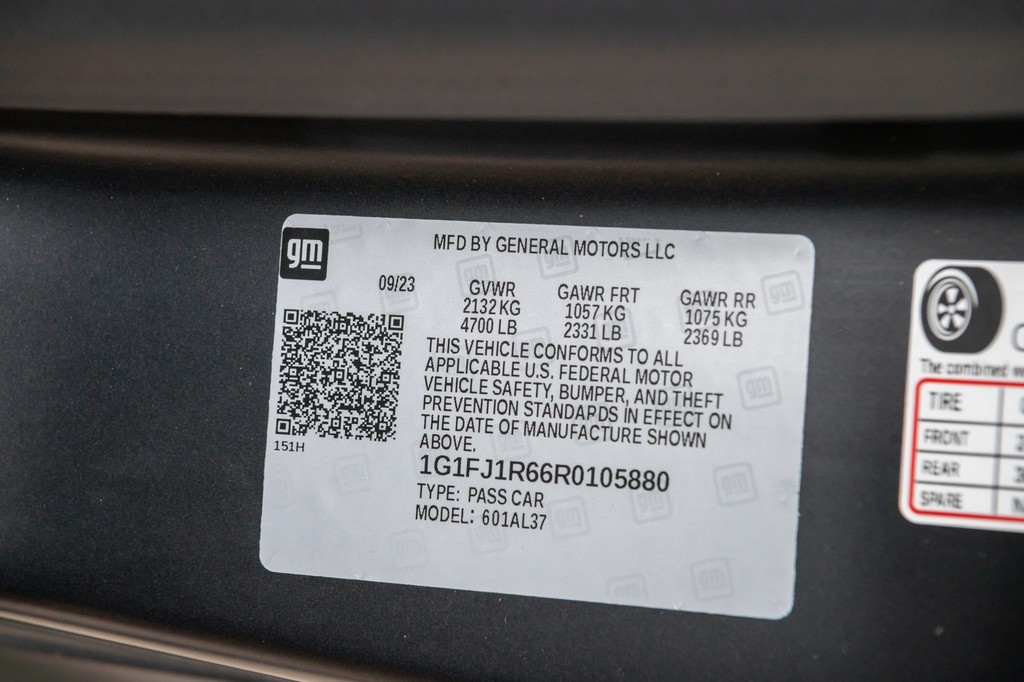 gm
MFD BY GENERAL MOTORS LLC
09/23
GVWR
2132 KG
4700 LB
GAWR FRT
1057 KG
2331 LB
GAWR RR
1075 KG
2369 LB
THIS VEHICLE CONFORMS TO ALL
APPLICABLE U.S. FEDERAL MOTOR
VEHICLE SAFETY, BUMPER, AND THEFT
PREVENTION STANDARDS IN EFFECT ON
THE DATE OF MANUFACTURE SHOWN
ABOVE.
151H
1G1FJ1R66R0105880
TYPE: PASS CAR
MODEL: 601AL37
The combined
TIRE
FRONT
REAR
SPARE